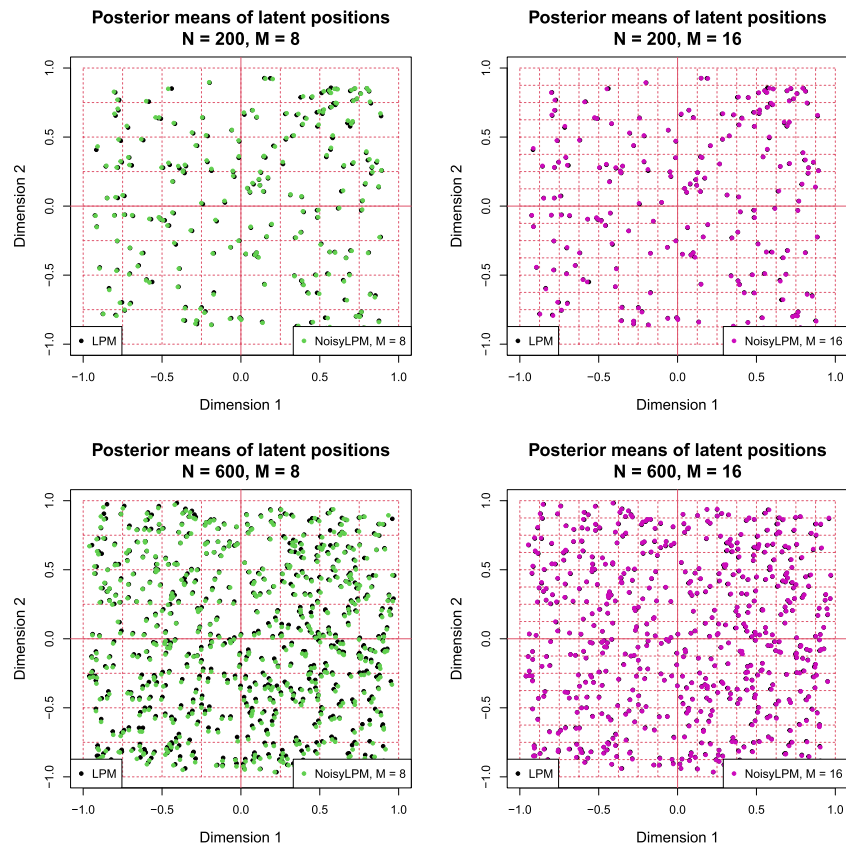 Posterior means of latent positions
N = 200, M = 8
1.0
0.5
0.0
−0.5
−1.0
Dimension 2
LPM
NoisyLPM, M = 8
−1.0 −0.5 0.0 0.5 1.0
Dimension 1
Posterior means of latent positions
N = 200, M = 16
1.0
0.5
0.0
−0.5
−1.0
Dimension 2
LPM
NoisyLPM, M = 16
−1.0 −0.5 0.0 0.5 1.0
Dimension 1
Posterior means of latent positions
N = 600, M = 8
1.0
0.5
0.0
−0.5
−1.0
Dimension 2
LPM
NoisyLPM, M = 8
−1.0 −0.5 0.0 0.5 1.0
Dimension 1
Posterior means of latent positions
N = 600, M = 16
1.0
0.5
0.0
−0.5
−1.0
Dimension 2
LPM
NoisyLPM, M = 16
−1.0 −0.5 0.0 0.5 1.0
Dimension 1